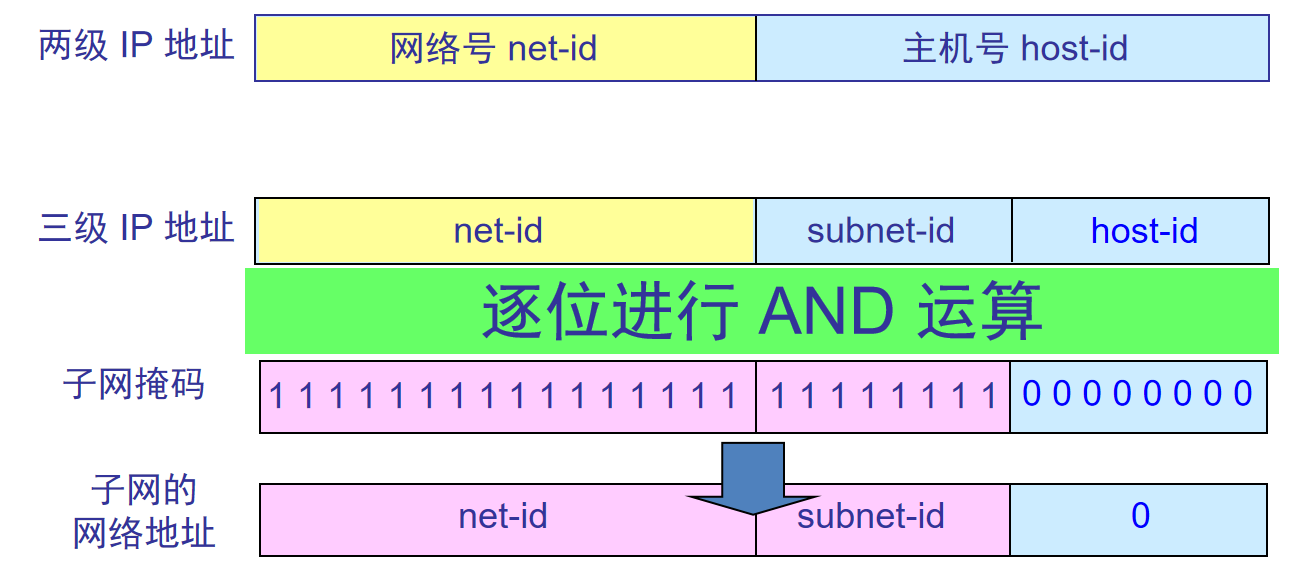 两级 IP 地址 网络号 net-id 主机号 host-id
三级 IP 地址 net-id subnet-id host-id
逐位进行 AND 运算
子网掩码 1 1 1 1 1 1 1 1 1 1 1 1 1 1 1 1 1 1 1 1 1 1 1 1 0 0 0 0 0 0 0 0
子网的
网络地址 net-id subnet-id 0